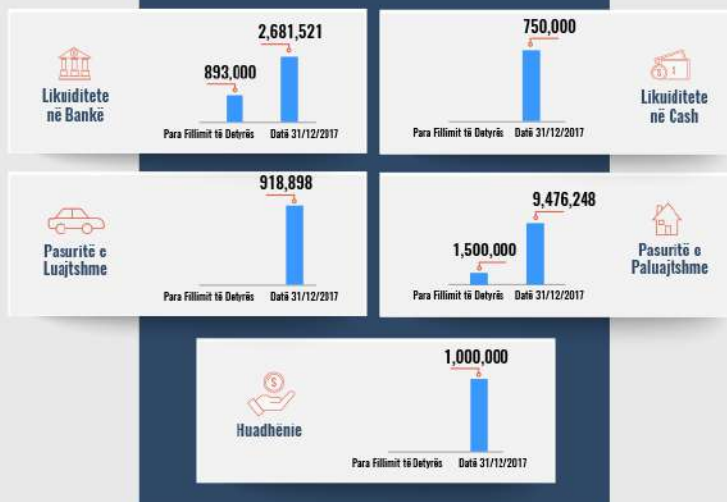 Likuiditete
në Bankë
893,000
2,681,521
Para Fillimit të Detyrës Datë 31/12/2017
750,000
Para Fillimit të Detyrës Datë 31/12/2017
Likuiditete
në Cash
Pasuritë e
Luajtshme
918,898
Para Fillimit të Detyrës Datë 31/12/2017
1,500,000
9,476,248
Para Fillimit të Detyrës Datë 31/12/2017
Pasuritë e
Paluajtshme
Huadhënie
1,000,000
Para Fillimit të Detyrës Datë 31/12/2017